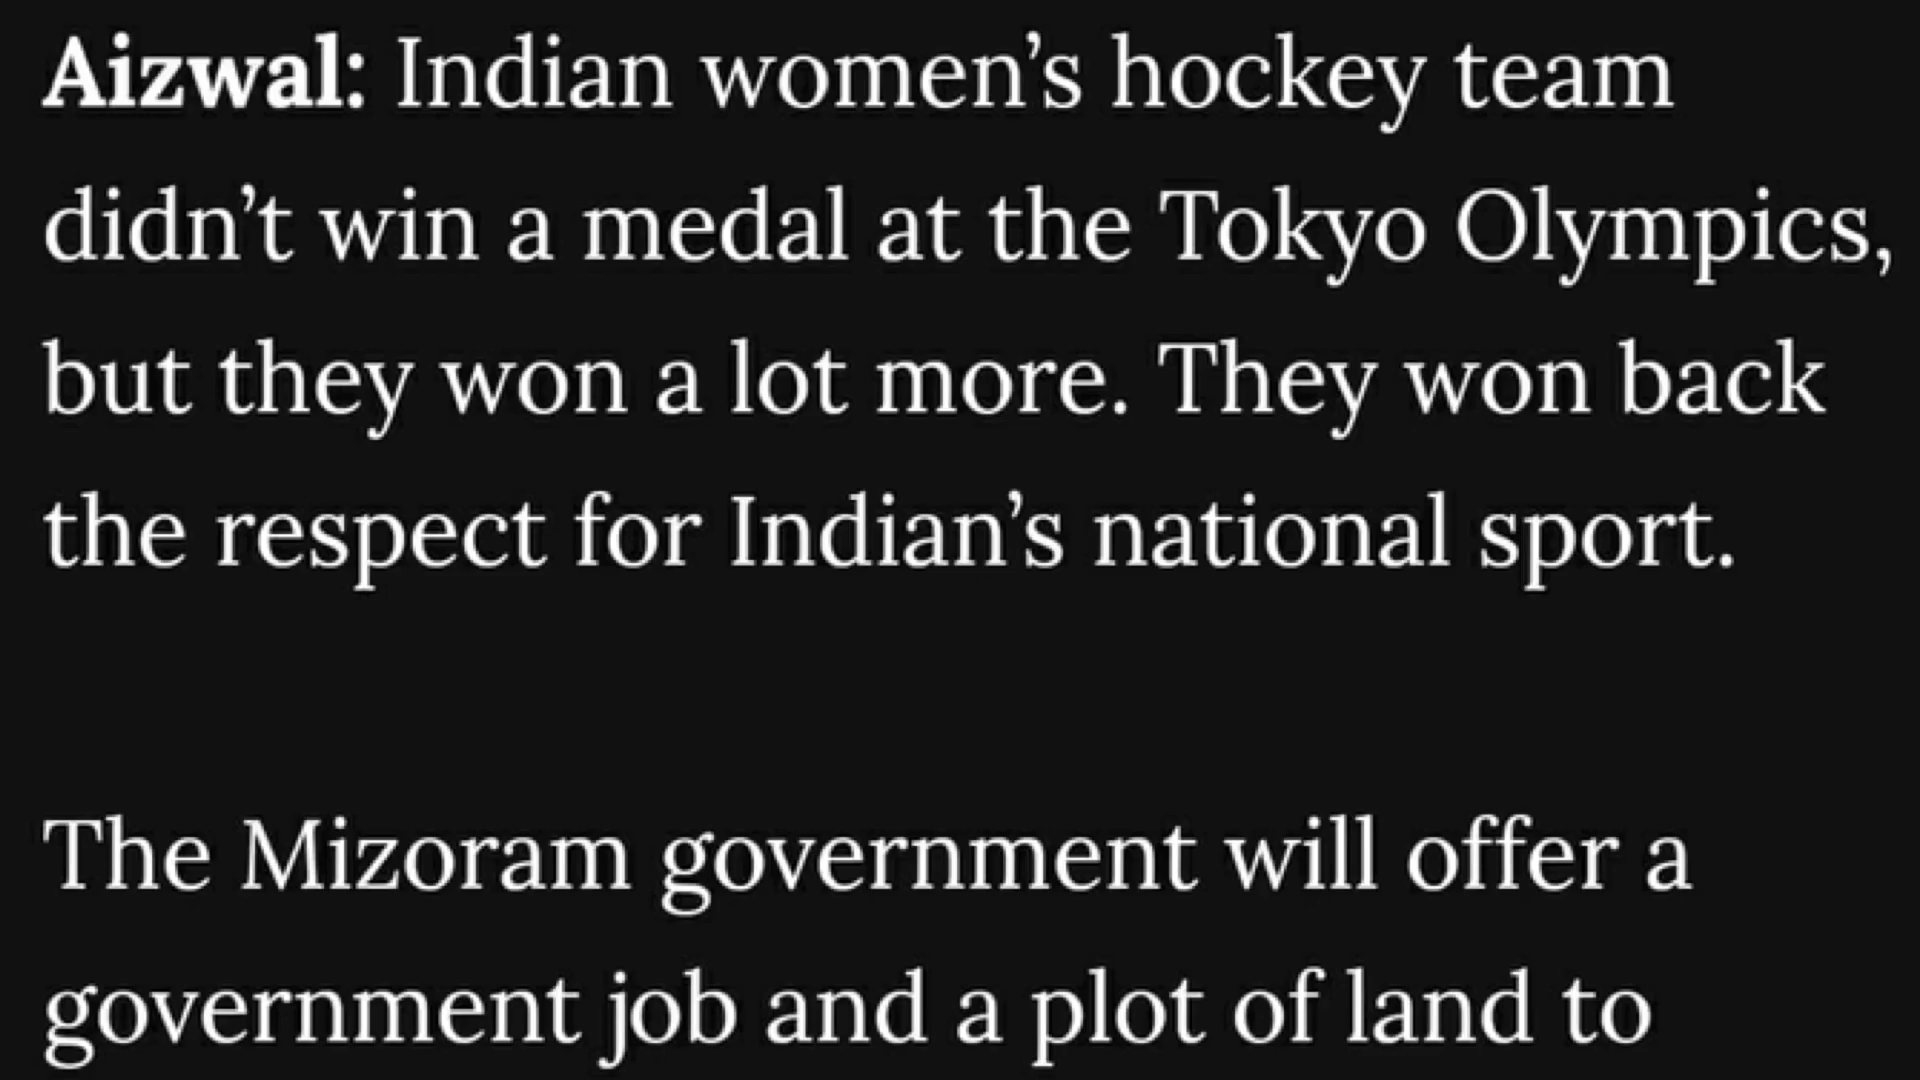 Aizwal: Indian women’s hockey team
didn’t win a medal at the Tokyo Olympics,
but they won a lot more. They won back
the respect for Indian’s national sport.
The Mizoram government will offer a
government job and a plot of land to